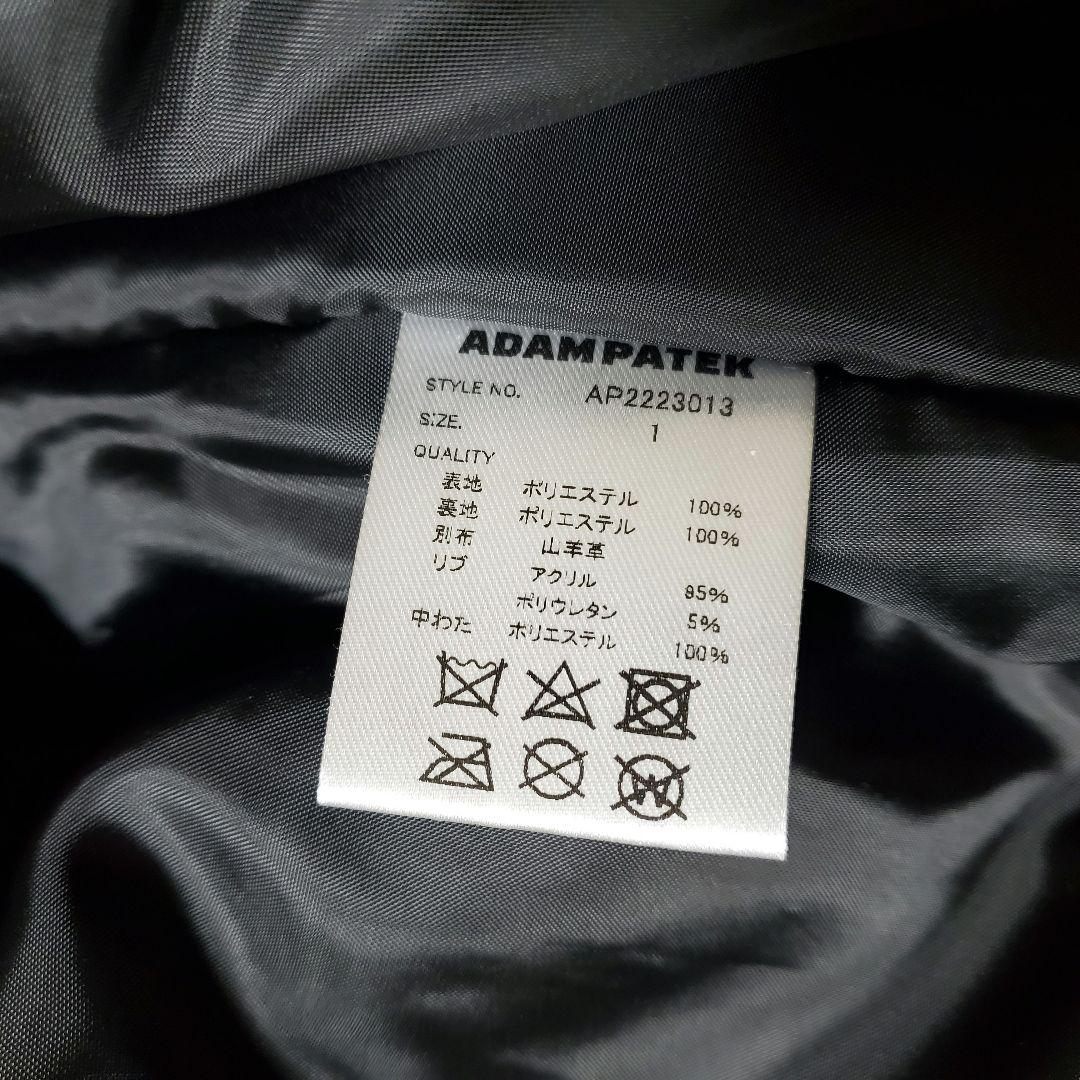 ADAM PATEK
STYLE NO. AP2223013
SIZE. 1
QUALITY
表地 ポリエステル 100%
裏地 ポリエステル 100%
別布 山羊革
リブ アクリル 95%
ポリウレタン 5%
中わた ポリエステル 100%
W